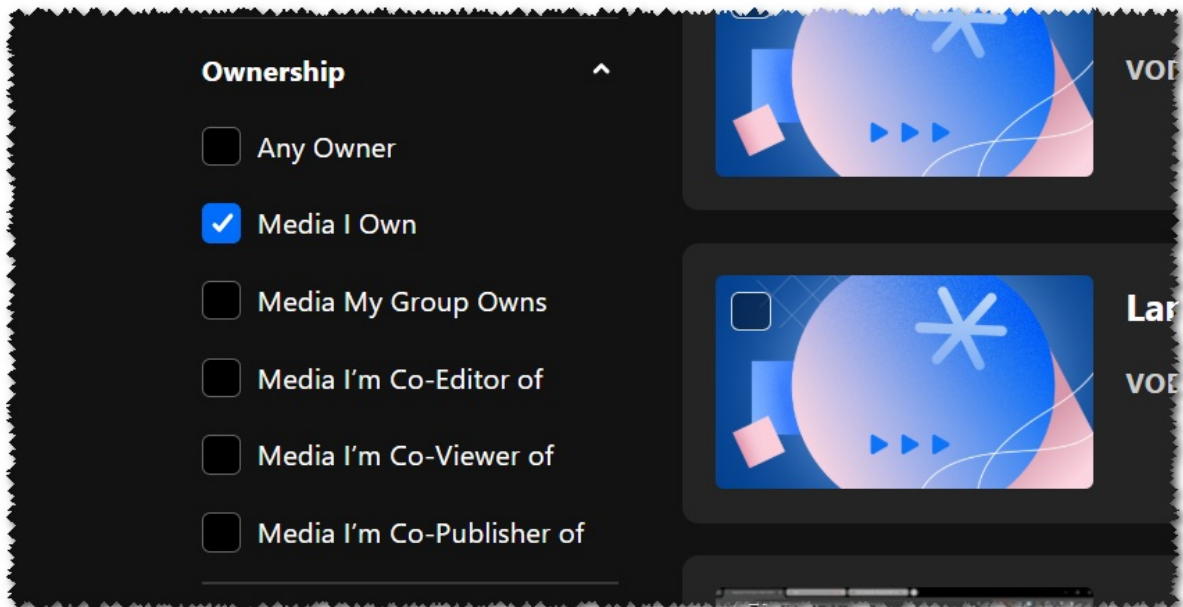 Ownership
Any Owner
Media I Own
Media My Group Owns
Media I’m Co-Editor of
Media I’m Co-Viewer of
Media I’m Co-Publisher of